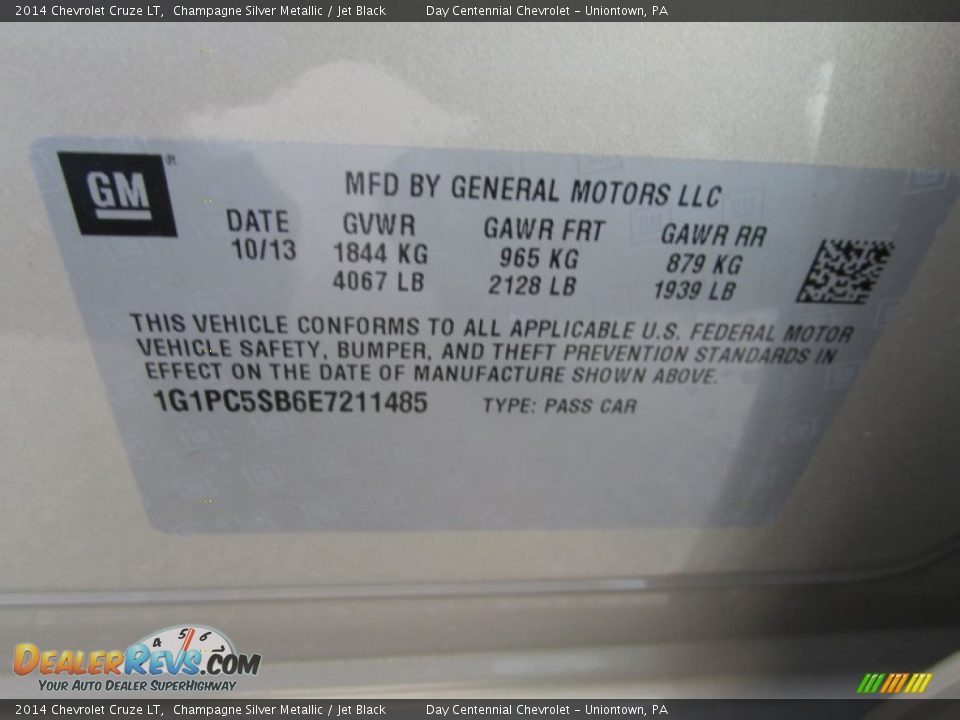 2014 Chevrolet Cruze LT,  Champagne Silver Metallic / Jet Black  Day Centennial Chevrolet – Uniontown, PA
GM
MFD BY GENERAL MOTORS LLC
DATE GVWR GAWR FRT GAWR RR
10/13 1844 KG 965 KG 879 KG
4067 LB 2128 LB 1939 LB
THIS VEHICLE CONFORMS TO ALL APPLICABLE U.S. FEDERAL MOTOR
VEHICLE SAFETY, BUMPER, AND THEFT PREVENTION STANDARDS IN
EFFECT ON THE DATE OF MANUFACTURE SHOWN ABOVE.
1G1PC5SB6E7211485 TYPE: PASS CAR
4 5 6
DEALERREVS.COM
YOUR AUTO DEALER SUPERHIGHWAY
2014 Chevrolet Cruze LT,  Champagne Silver Metallic / Jet Black  Day Centennial Chevrolet – Uniontown, PA